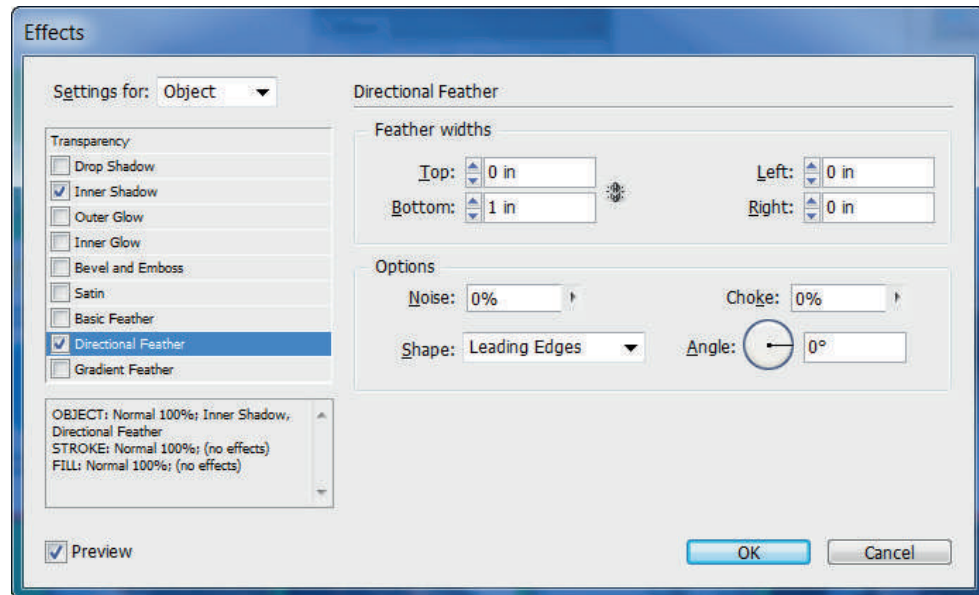 Effects
Settings for: Object
Transparency
Drop Shadow
Inner Shadow
Outer Glow
Inner Glow
Bevel and Emboss
Satin
Basic Feather
Directional Feather
Gradient Feather
OBJECT: Normal 100%; Inner Shadow,
Directional Feather
STROKE: Normal 100%; (no effects)
FILL: Normal 100%; (no effects)
Preview
Directional Feather
Feather widths
Top: 0 in Left: 0 in
Bottom: 1 in Right: 0 in
Options
Noise: 0% Choke: 0%
Shape: Leading Edges Angle: 0°
OK Cancel